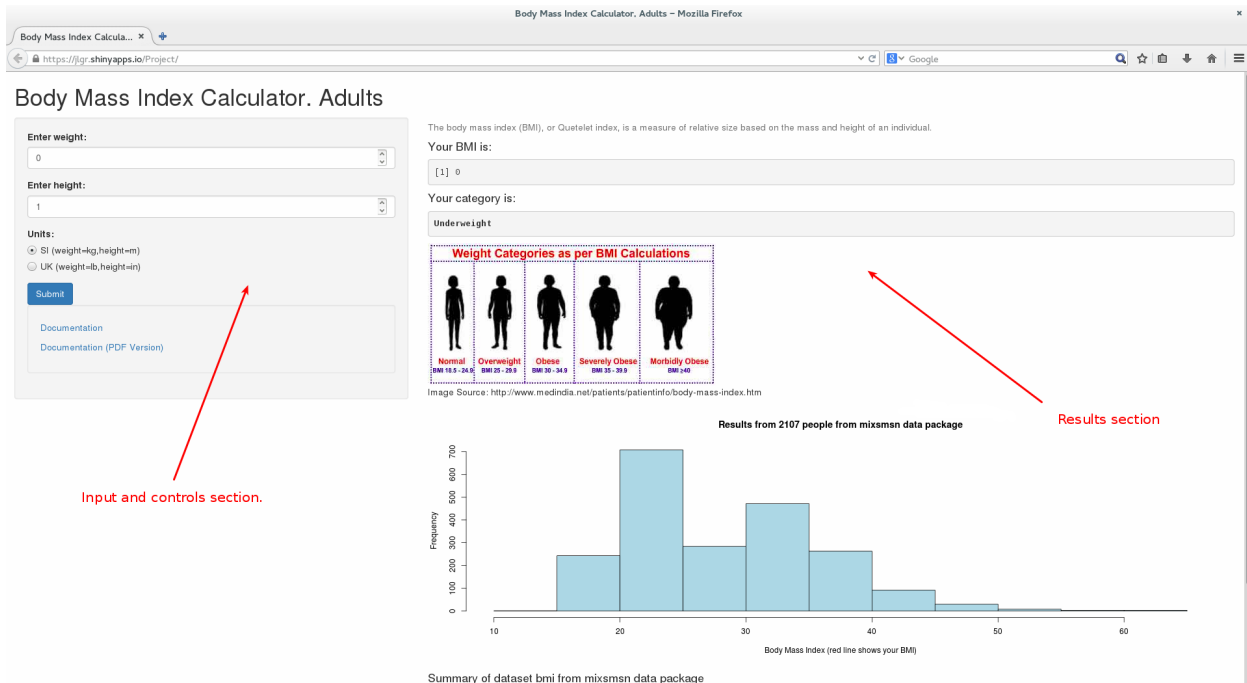 Body Mass Index Calculator. Adults – Mozilla Firefox
Body Mass Index Calcula...
https://jlgr.shinyapps.io/Project/
Google
Body Mass Index Calculator. Adults
Enter weight:
0
Enter height:
1
Units:
SI (weight=kg,height=m)
UK (weight=lb,height=in)
Submit
Documentation
Documentation (PDF Version)
Input and controls section.
The body mass index (BMI), or Quetelet index, is a measure of relative size based on the mass and height of an individual.
Your BMI is:
[1] 0
Your category is:
Underweight
Weight Categories as per BMI Calculations
Normal Overweight Obese Severely Obese Morbidly Obese
BMI 18.5 - 24.9 BMI 25 - 29.9 BMI 30 - 34.9 BMI 35 - 39.9 BMI ≥40
Image Source: http://www.medindia.net/patients/patientinfo/body-mass-index.htm
Results section
Results from 2107 people from mixsmsn data package
Frequency
700
600
500
400
300
200
100
0
10 20 30 40 50 60
Body Mass Index (red line shows your BMI)
Summary of dataset bmi from mixsmsn data package